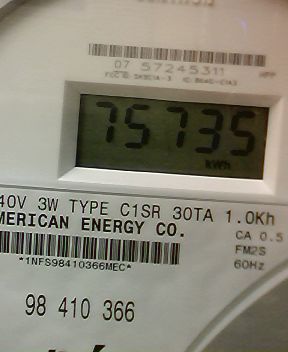 07 57245311
75735
kWh
40V 3W TYPE C1SR 30TA 1.0Kh
MERICAN ENERGY CO.
CA 0.5
FM2S
*1NFS98410366MEC*
60Hz
98 410 366